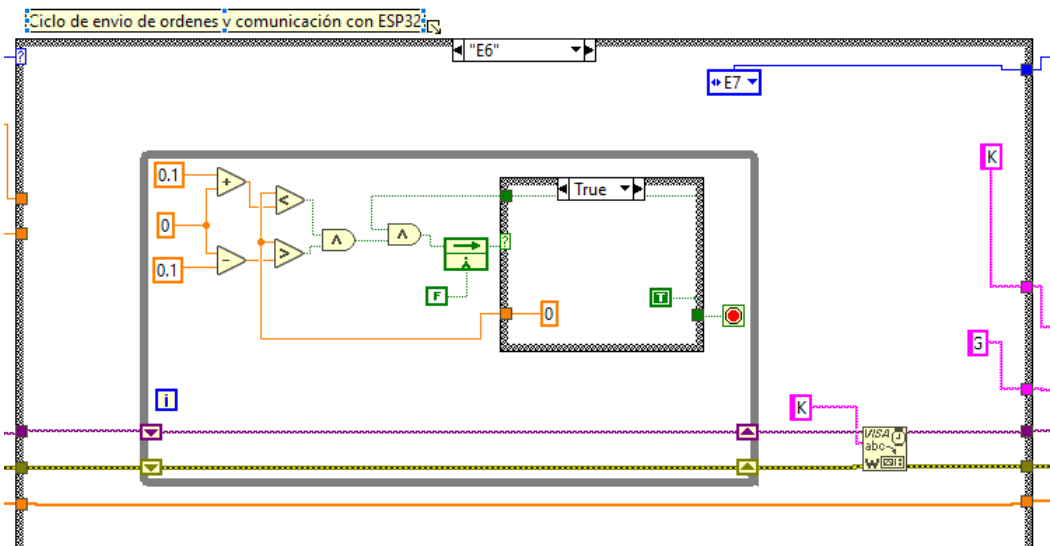 Ciclo de envio de ordenes y comunicación con ESP32
?
"E6"
E7
0.1
+
<
True
K
0
^
^
-
>
?
0.1
F
0
T
i
G
K
VISA
abc
W